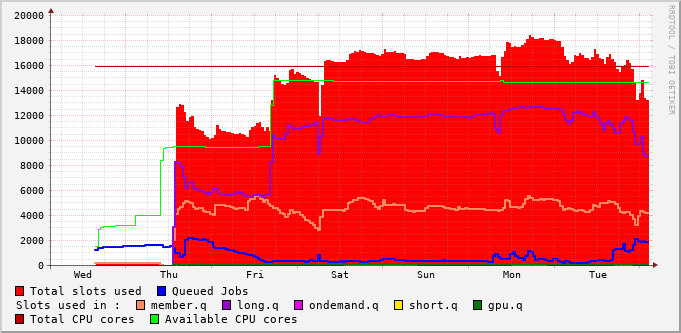 20000
18000
16000
14000
12000
10000
8000
6000
4000
2000
0
Wed Thu Fri Sat Sun Mon Tue
RRDTOOL / TOBI OETIKER
Total slots used Queued Jobs
Slots used in : member.q long.q ondemand.q short.q gpu.q
Total CPU cores Available CPU cores